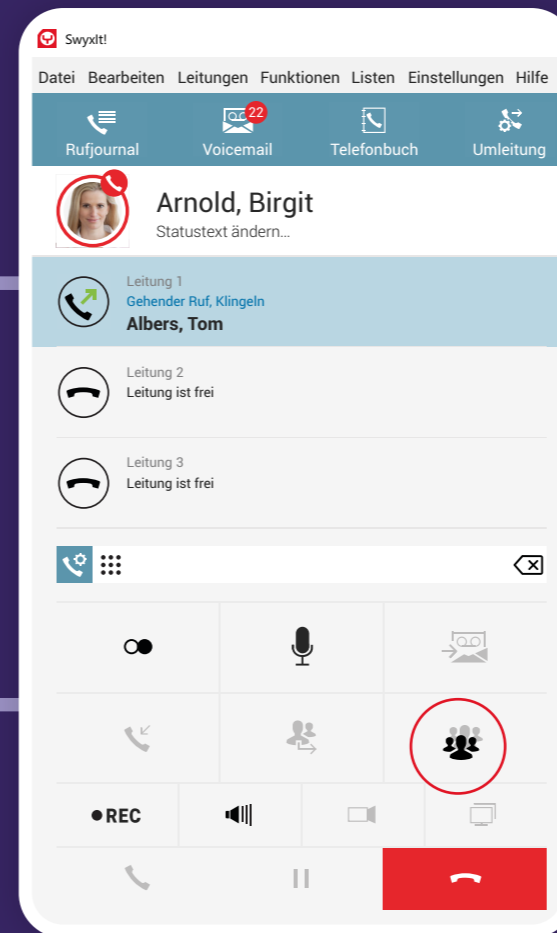 SwyxIt!
Datei Bearbeiten Leitungen Funktionen Listen Einstellungen Hilfe
22
Rufjournal Voicemail Telefonbuch Umleitung
Arnold, Birgit
Statustext ändern...
Leitung 1
Gehender Ruf, Klingeln
Albers, Tom
Leitung 2
Leitung ist frei
Leitung 3
Leitung ist frei
REC